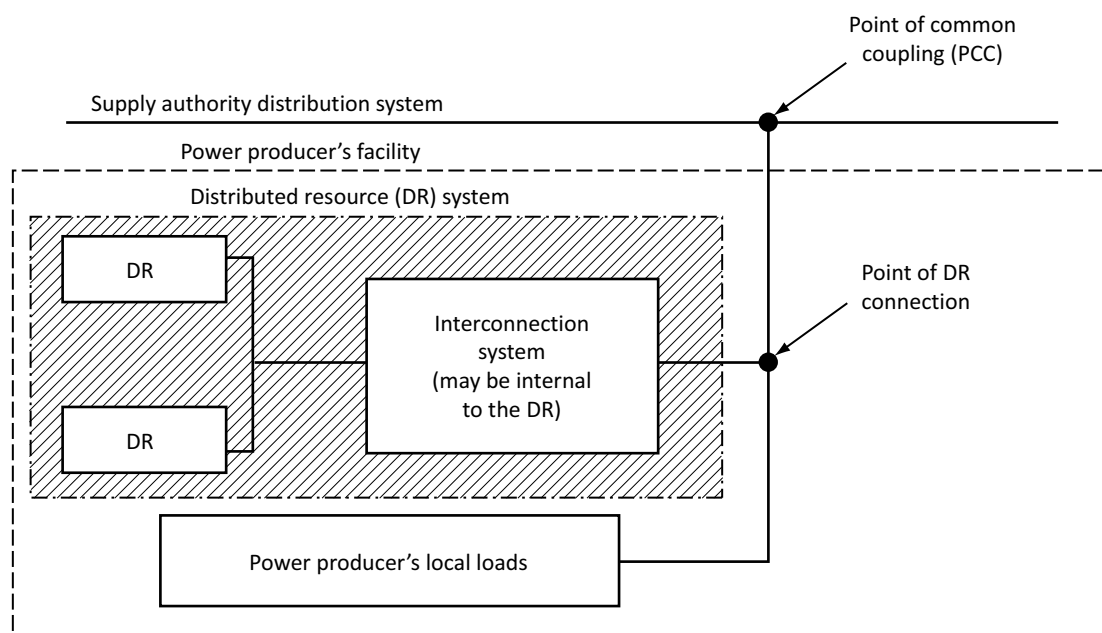 Point of common
coupling (PCC)
Supply authority distribution system
Power producer’s facility
Distributed resource (DR) system
DR
Interconnection
system
(may be internal
to the DR)
Point of DR
connection
DR
Power producer’s local loads